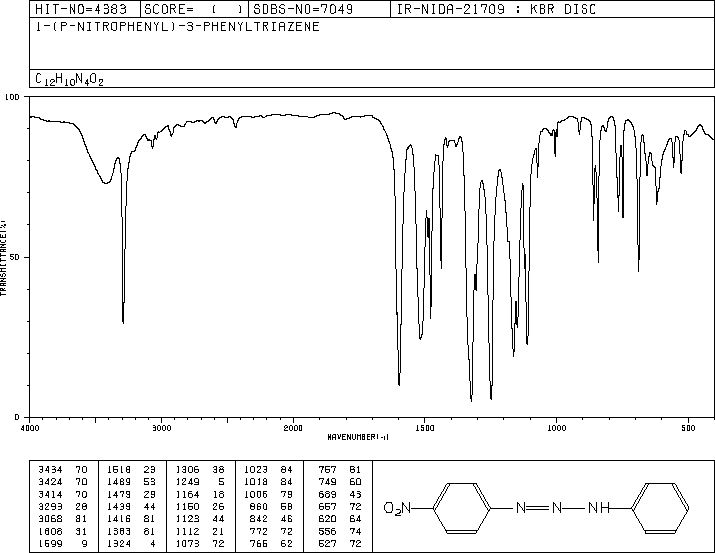 HIT-NO=4383 SCORE= ( ) SDBS-NO=7049 IR-NIDA-21709 : KBR DISC
1-(P-NITROPHENYL)-3-PHENYLTRIAZENE
C12H10N4O2
100
50
0
TRANSMITTANCE(%)
4000 3000 2000 1500 1000 500
WAVENUMBER(-1)
3434 70 1518 23 1306 38 1023 84 757 81
3424 70 1489 53 1249 5 1018 84 749 60
3414 70 1479 29 1164 18 1006 79 689 43
3293 28 1439 44 1150 26 860 58 657 72
3068 81 1416 81 1123 44 842 46 620 64
1606 31 1383 81 1112 21 772 72 556 74
1599 9 1324 4 1073 72 766 62 527 72
O2N N N NH